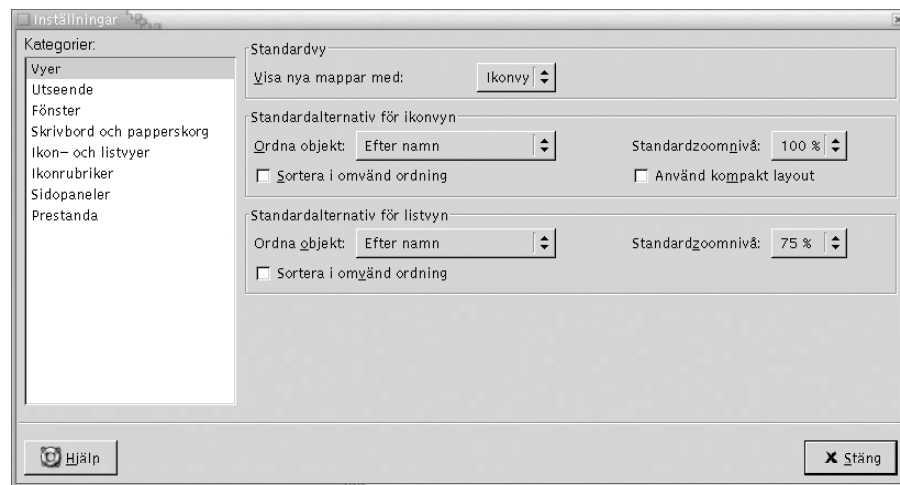 Inställningar
Kategorier:
Vyer
Utseende
Fönster
Skrivbord och papperskorg
Ikon- och listvyer
Ikonrubriker
Sidopaneler
Prestanda
Standardvy
Visa nya mappar med: Ikonvy
Standardalternativ för ikonvyn
Ordna objekt: Efter namn Standardzoomnivå: 100 %
Sortera i omvänd ordning Använd kompakt layout
Standardalternativ för listvyn
Ordna objekt: Efter namn Standardzoomnivå: 75 %
Sortera i omvänd ordning
Hjälp Stäng